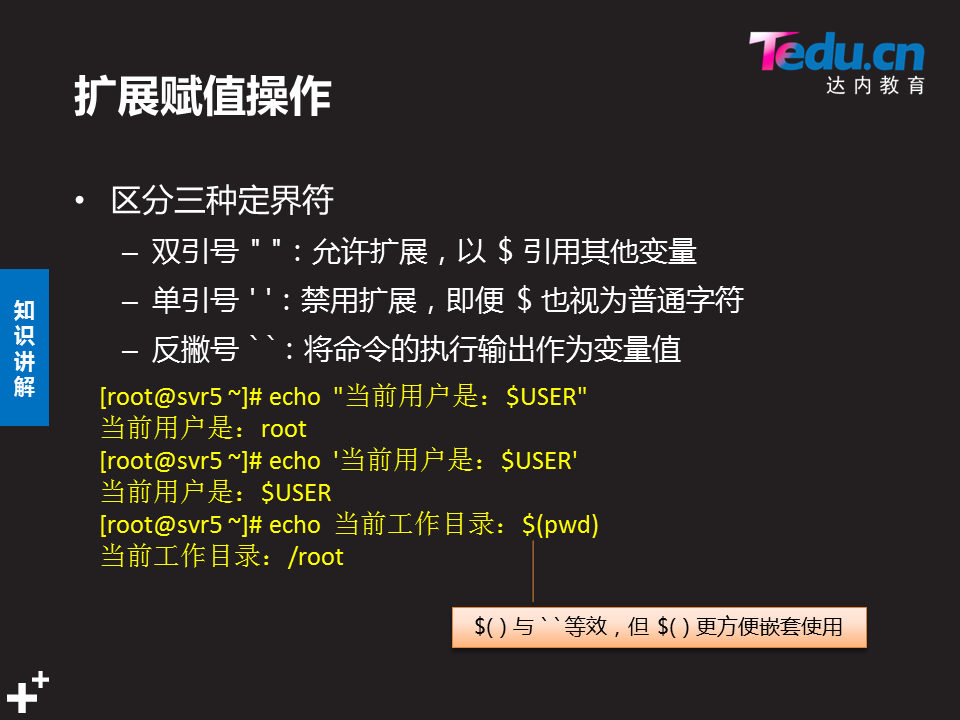 Tedu.cn
达内教育
扩展赋值操作
• 区分三种定界符
– 双引号 " "：允许扩展，以 $ 引用其他变量
– 单引号 ' '：禁用扩展，即便 $ 也视为普通字符
– 反撇号 ` `：将命令的执行输出作为变量值
知识讲解
[root@svr5 ~]# echo "当前用户是：$USER"
当前用户是：root
[root@svr5 ~]# echo '当前用户是：$USER'
当前用户是：$USER
[root@svr5 ~]# echo 当前工作目录：$(pwd)
当前工作目录：/root
$( ) 与 ` ` 等效，但 $( ) 更方便嵌套使用